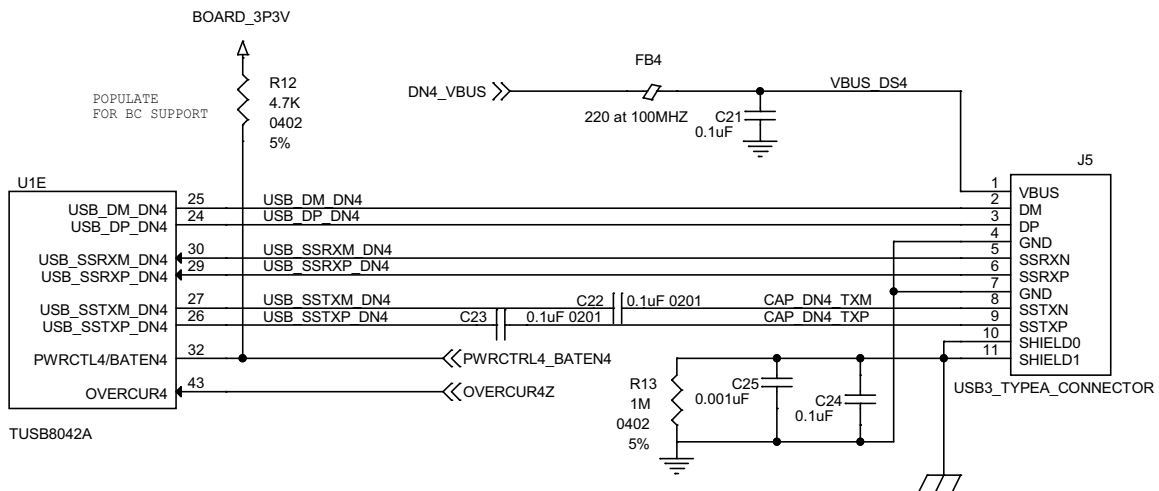 BOARD_3P3V
POPULATE
FOR BC SUPPORT
R12
4.7K
0402
5%
FB4
DN4_VBUS
220 at 100MHZ
VBUS_DS4
C21
0.1uF
J5
U1E
USB_DM_DN4 25 USB_DM_DN4 1 VBUS
USB_DP_DN4 24 USB_DP_DN4 2 DM
3 DP
4 GND
USB_SSRXM_DN4 30 USB_SSRXM_DN4 5 SSRXN
USB_SSRXP_DN4 29 USB_SSRXP_DN4 6 SSRXP
7 GND
USB_SSTXM_DN4 27 USB_SSTXM_DN4 C22 0.1uF 0201 CAP_DN4_TXM 8 SSTXN
USB_SSTXP_DN4 26 USB_SSTXP_DN4 C23 0.1uF 0201 CAP_DN4_TXP 9 SSTXP
10 SHIELD0
PWRCTL4/BATEN4 32 PWRCTRL4_BATEN4 11 SHIELD1
OVERCUR4 43 OVERCUR4Z
USB3_TYPEA_CONNECTOR
R13
1M
0402
5%
C25
0.001uF
C24
0.1uF
TUSB8042A